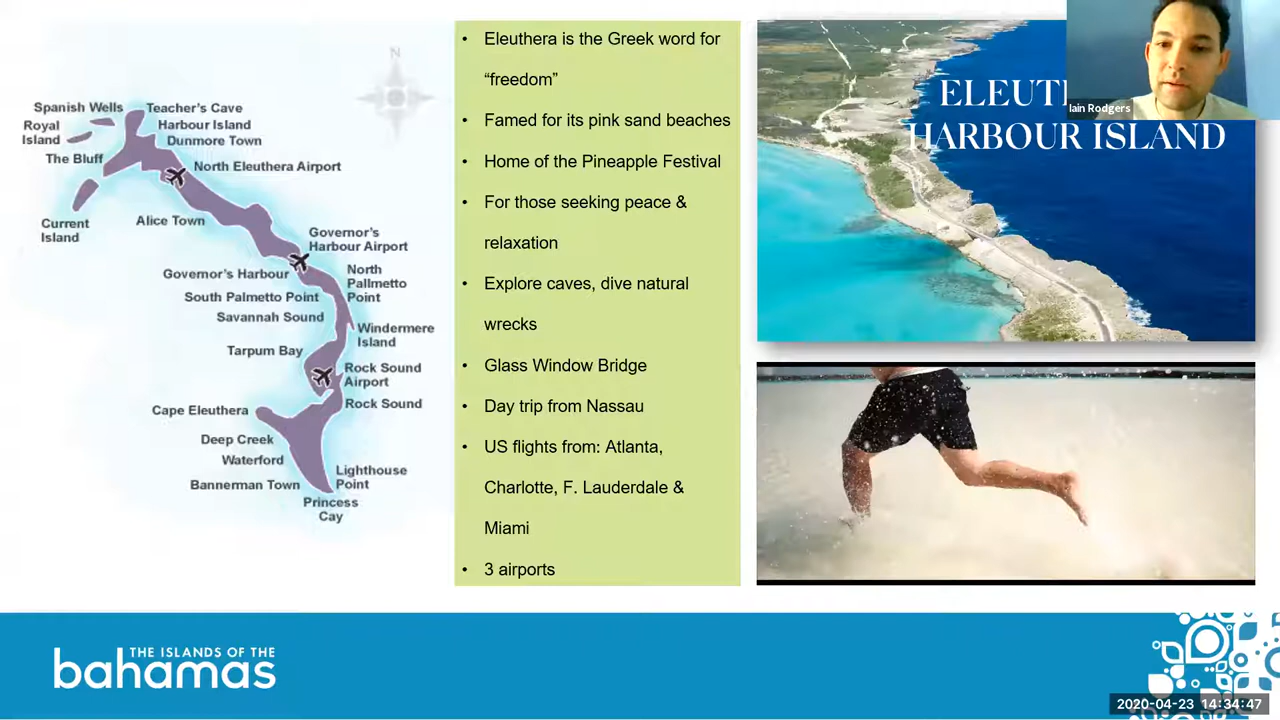 N
Spanish Wells
Teacher's Cave
Royal
Island
Harbour Island
Dunmore Town
The Bluff
North Eleuthera Airport
Current
Island
Alice Town
Governor's
Harbour Airport
Governor's Harbour
North
Pallmetto
Point
South Palmetto Point
Savannah Sound
Windermere
Island
Tarpum Bay
Rock Sound
Airport
Rock Sound
Cape Eleuthera
Deep Creek
Waterford
Lighthouse
Point
Bannerman Town
Princess
Cay
• Eleuthera is the Greek word for
“freedom”
• Famed for its pink sand beaches
• Home of the Pineapple Festival
• For those seeking peace &
relaxation
• Explore caves, dive natural
wrecks
• Glass Window Bridge
• Day trip from Nassau
• US flights from: Atlanta,
Charlotte, F. Lauderdale &
Miami
• 3 airports
HARBOUR ISLAND
Iain Rodgers
THE ISLANDS OF THE
bahamas
2020-04-23 14:34:47